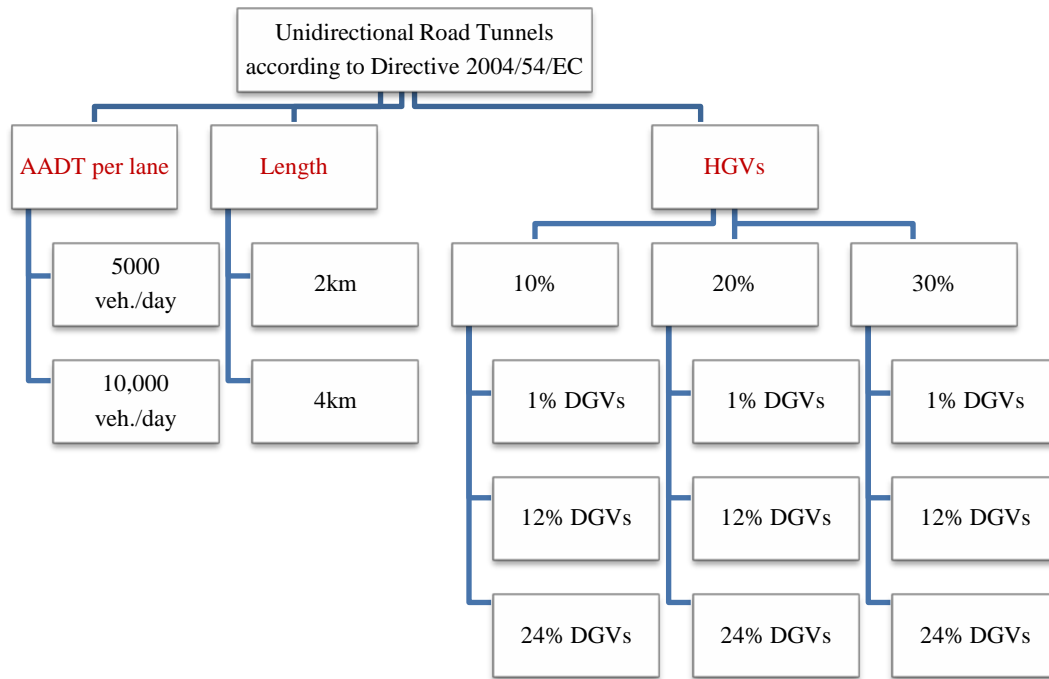 Unidirectional Road Tunnels
according to Directive 2004/54/EC
AADT per lane
Length
HGVs
5000
veh./day
2km
10%
20%
30%
10,000
veh./day
4km
1% DGVs
1% DGVs
1% DGVs
12% DGVs
12% DGVs
12% DGVs
24% DGVs
24% DGVs
24% DGVs